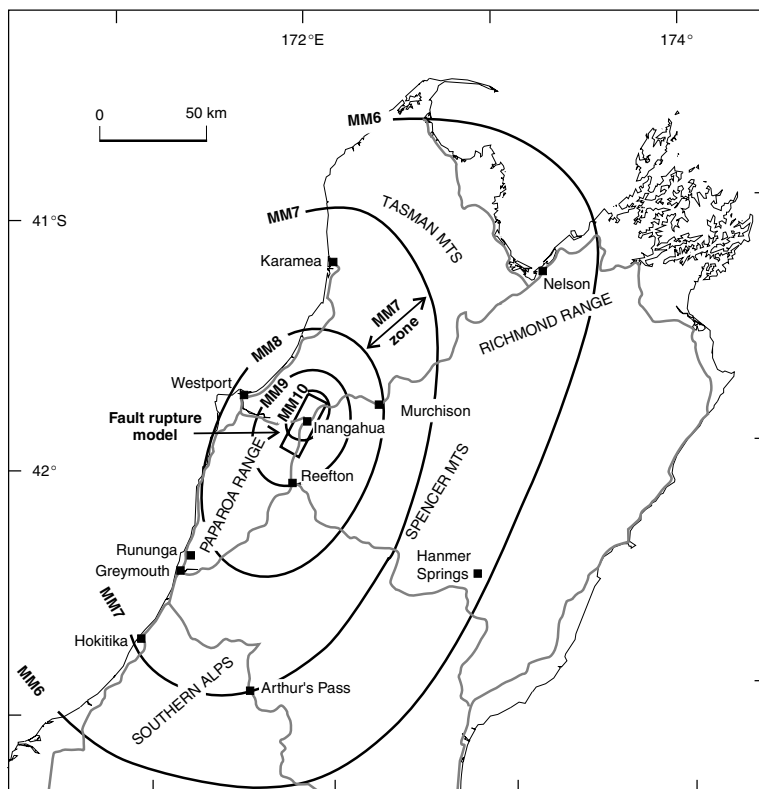 172°E
174°
0
50 km
MM6
41°S
MM7
TASMAN MTS
Karamea
Nelson
MM7
zone
RICHMOND RANGE
MM8
Westport
MM9
MM10
Murchison
Fault rupture
model
Inangahua
42°
PAPAROA RANGE
Reefton
SPENCER MTS
Rununga
Greymouth
Hanmer
Springs
MM7
Hokitika
MM6
SOUTHERN ALPS
Arthur's Pass